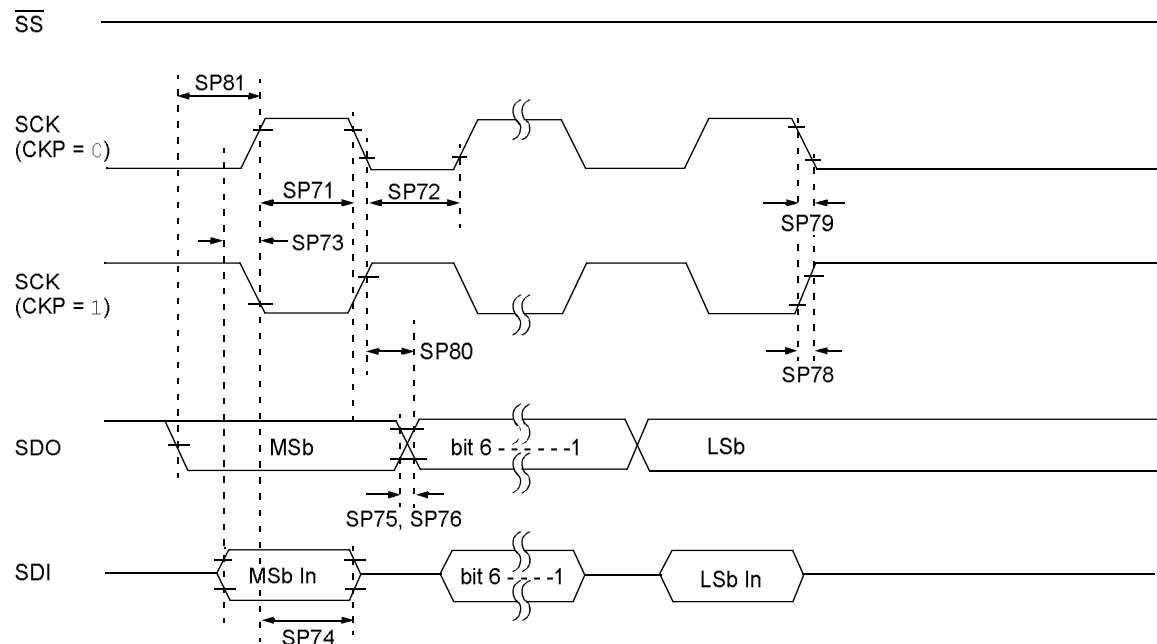 SS
SP81
SCK
(CKP = 0)
SP71
SP72
SP79
SP73
SCK
(CKP = 1)
SP80
SP78
SDO
MSb
bit 6 - - - - - -1
LSb
SP75, SP76
SDI
MSb In
bit 6 - - - - -1
LSb In
SP74